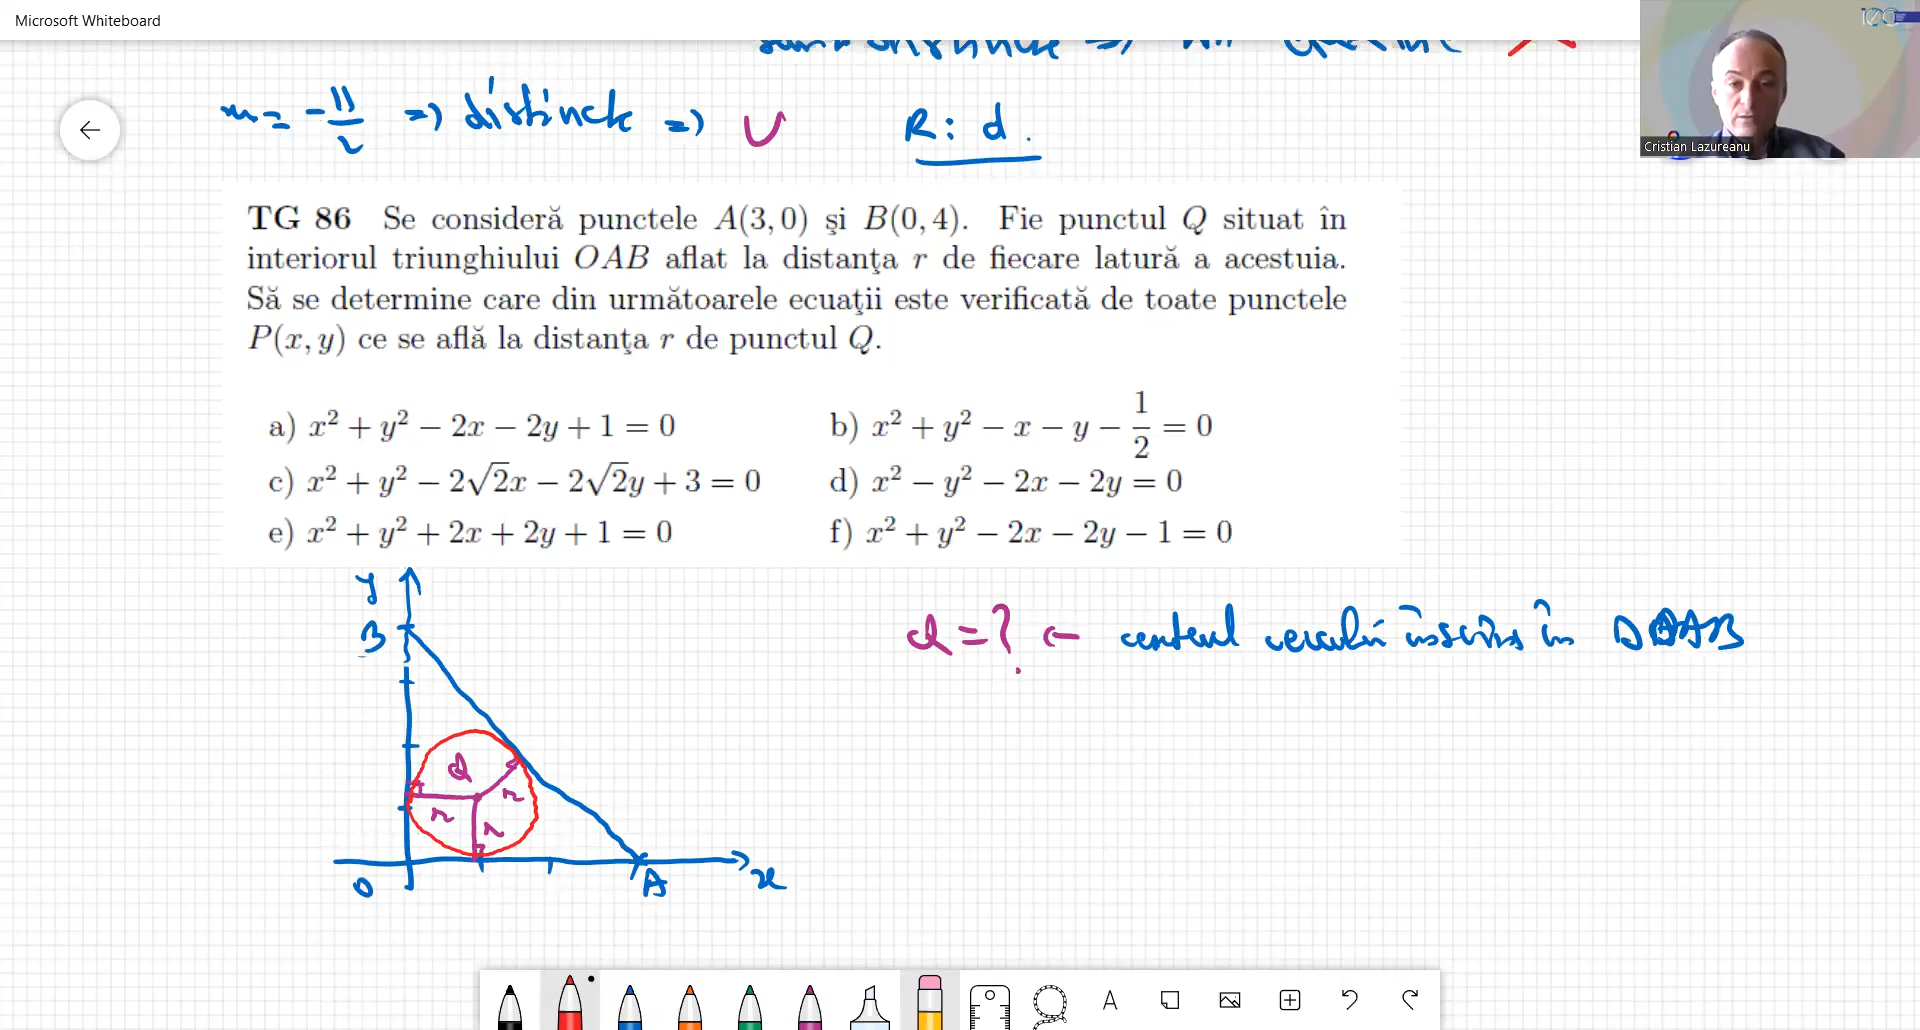 Microsoft Whiteboard
m = -11/2 => distincte => U R: d.
Cristian Lazureanu
TG 86 Se consideră punctele A(3, 0) şi B(0, 4). Fie punctul Q situat în
interiorul triunghiului OAB aflat la distanţa r de fiecare latură a acestuia.
Să se determine care din următoarele ecuaţii este verificată de toate punctele
P(x, y) ce se află la distanţa r de punctul Q.
a) x² + y² − 2x − 2y + 1 = 0 b) x² + y² − x − y − 1/2 = 0
c) x² + y² − 2√2x − 2√2y + 3 = 0 d) x² − y² − 2x − 2y = 0
e) x² + y² + 2x + 2y + 1 = 0 f) x² + y² − 2x − 2y − 1 = 0
y
B
Q = ? ← centrul cercului înscris în Δ OAB
Q
r
r
r
O A x